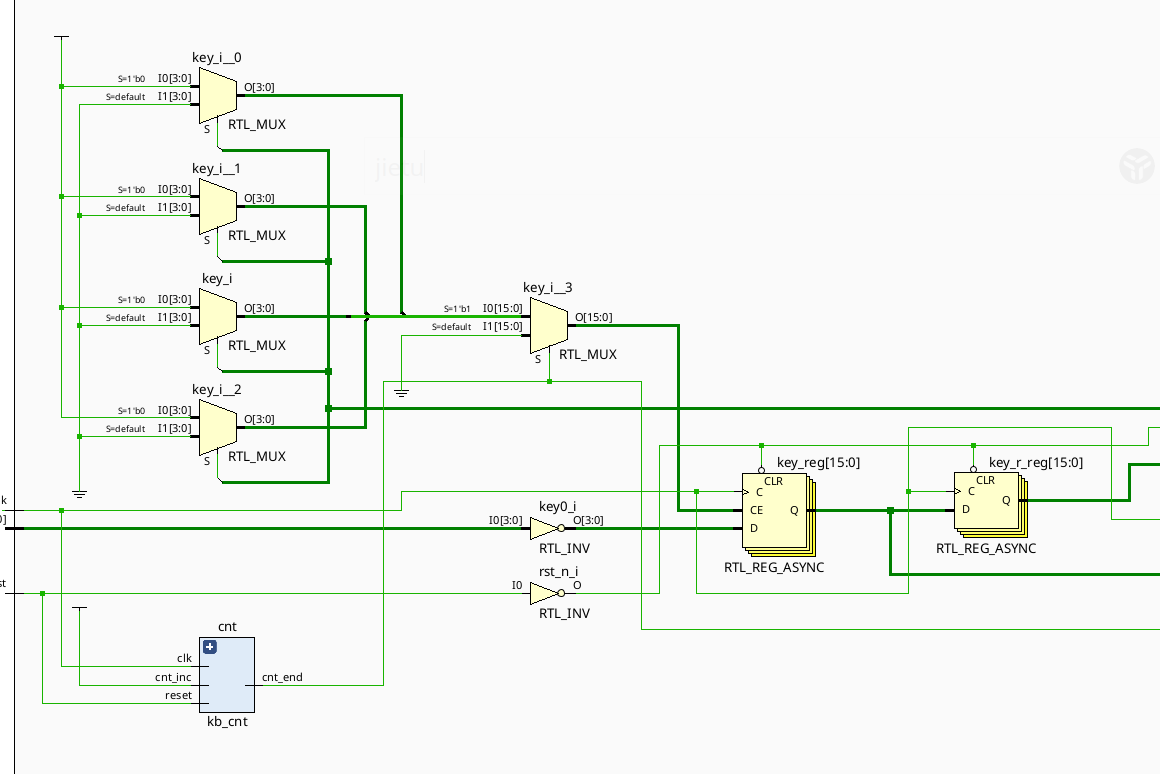 key_i__0
S=1'b0 I0[3:0]
S=default I1[3:0]
O[3:0]
S
RTL_MUX
jietu
key_i__1
S=1'b0 I0[3:0]
S=default I1[3:0]
O[3:0]
S
RTL_MUX
key_i
S=1'b0 I0[3:0]
S=default I1[3:0]
O[3:0]
S
RTL_MUX
key_i__3
S=1'b1 I0[15:0]
S=default I1[15:0]
O[15:0]
S
RTL_MUX
key_i__2
S=1'b0 I0[3:0]
S=default I1[3:0]
O[3:0]
S
RTL_MUX
key_reg[15:0]
CLR
C
CE
D
Q
RTL_REG_ASYNC
key_r_reg[15:0]
CLR
C
D
Q
RTL_REG_ASYNC
k
0]
key0_i
I0[3:0] O[3:0]
RTL_INV
st
rst_n_i
I0 O
RTL_INV
cnt
clk
cnt_inc
reset
cnt_end
kb_cnt